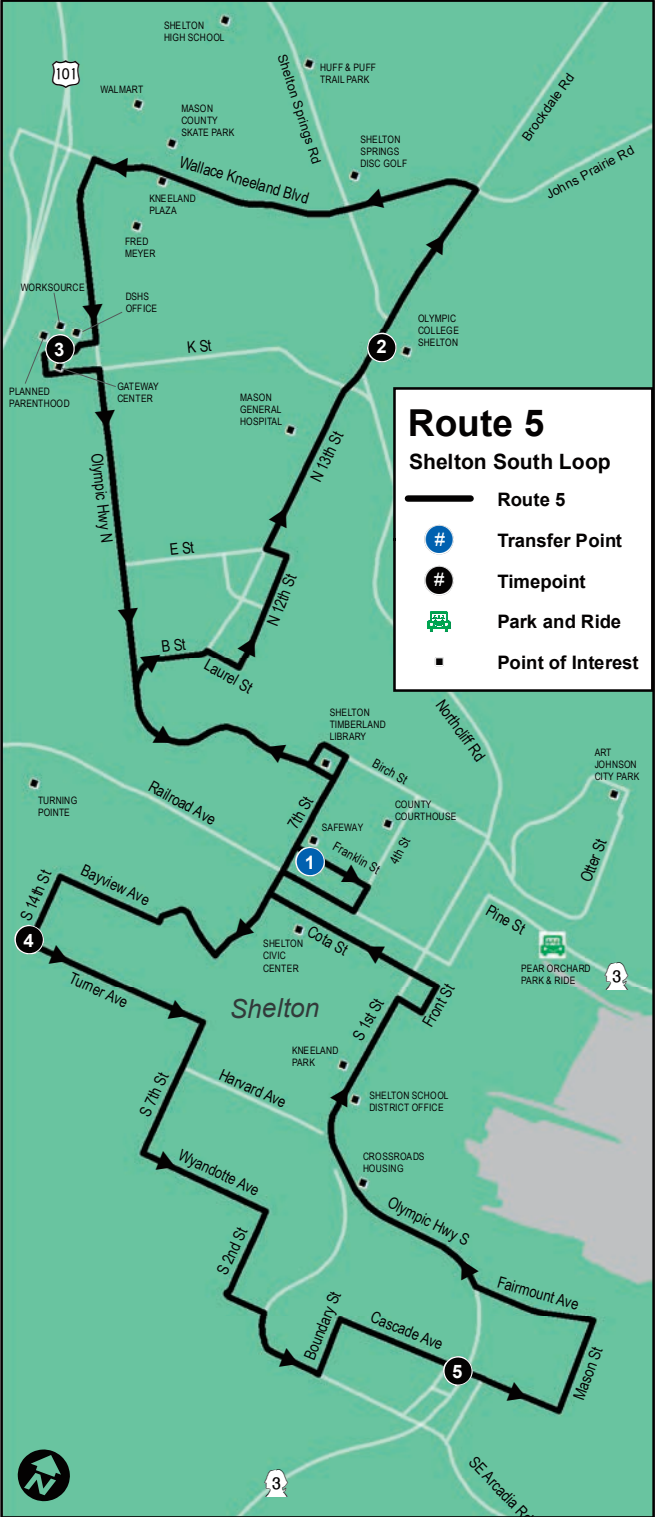 SHELTON
HIGH SCHOOL
101
HUFF & PUFF
TRAIL PARK
WALMART
MASON
COUNTY
SKATE PARK
Shelton Springs Rd
Brockdale Rd
SHELTON
SPRINGS
DISC GOLF
Johns Prairie Rd
Wallace Kneeland Blvd
KNEELAND
PLAZA
FRED
MEYER
WORKSOURCE
DSHS
OFFICE
3
K St
2
OLYMPIC
COLLEGE
SHELTON
PLANNED
PARENTHOOD
GATEWAY
CENTER
MASON
GENERAL
HOSPITAL
N 13th St
Olympic Hwy N
E St
N 12th St
B St
Laurel St
Route 5
Shelton South Loop
Route 5
# Transfer Point
# Timepoint
Park and Ride
Point of Interest
SHELTON
TIMBERLAND
LIBRARY
Northcliff Rd
Birch St
ART
JOHNSON
CITY PARK
TURNING
POINTE
Railroad Ave
7th St
COUNTY
COURTHOUSE
SAFEWAY
4th St
Franklin St
1
Otter St
S 14th St
Bayview Ave
4
Pine St
SHELTON
CIVIC
CENTER
Cota St
PEAR ORCHARD
PARK & RIDE
3
Turner Ave
Shelton
Front St
S 1st St
KNEELAND
PARK
S 7th St
Harvard Ave
SHELTON SCHOOL
DISTRICT OFFICE
Wyandotte Ave
CROSSROADS
HOUSING
Olympic Hwy S
S 2nd St
Fairmount Ave
Boundary St
Cascade Ave
5
Mason St
N
3
SE Arcadia Rd